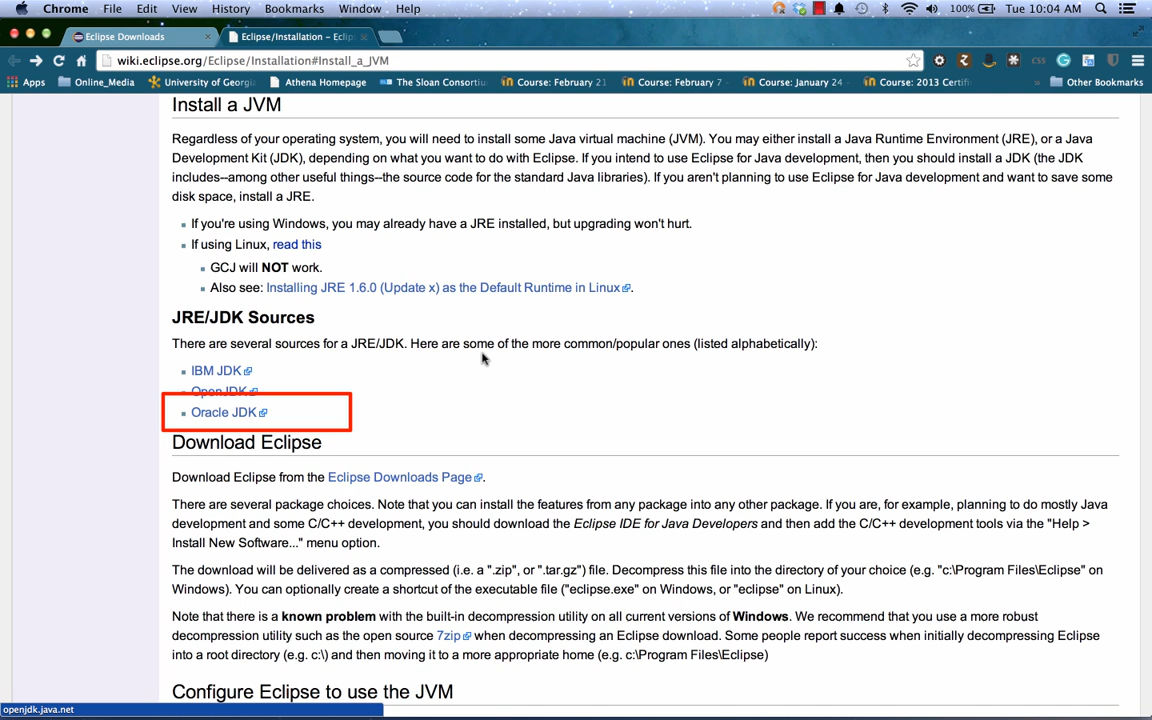 Chrome File Edit View History Bookmarks Window Help 100% Tue 10:04 AM
Eclipse Downloads × Eclipse/Installation - Eclip ×
wiki.eclipse.org/Eclipse/Installation#Install_a_JVM
Apps Online_Media University of Georgi Athena Homepage The Sloan Consortiu Course: February 21 Course: February 7 Course: January 24 Course: 2013 Certifi » Other Bookmarks
Install a JVM
Regardless of your operating system, you will need to install some Java virtual machine (JVM). You may either install a Java Runtime Environment (JRE), or a Java
Development Kit (JDK), depending on what you want to do with Eclipse. If you intend to use Eclipse for Java development, then you should install a JDK (the JDK
includes--among other useful things--the source code for the standard Java libraries). If you aren't planning to use Eclipse for Java development and want to save some
disk space, install a JRE.
If you're using Windows, you may already have a JRE installed, but upgrading won't hurt.
If using Linux, read this
GCJ will NOT work.
Also see: Installing JRE 1.6.0 (Update x) as the Default Runtime in Linux.
JRE/JDK Sources
There are several sources for a JRE/JDK. Here are some of the more common/popular ones (listed alphabetically):
IBM JDK
OpenJDK
Oracle JDK
Download Eclipse
Download Eclipse from the Eclipse Downloads Page.
There are several package choices. Note that you can install the features from any package into any other package. If you are, for example, planning to do mostly Java
development and some C/C++ development, you should download the Eclipse IDE for Java Developers and then add the C/C++ development tools via the "Help >
Install New Software..." menu option.
The download will be delivered as a compressed (i.e. a ".zip", or ".tar.gz") file. Decompress this file into the directory of your choice (e.g. "c:\Program Files\Eclipse" on
Windows). You can optionally create a shortcut of the executable file ("eclipse.exe" on Windows, or "eclipse" on Linux).
Note that there is a known problem with the built-in decompression utility on all current versions of Windows. We recommend that you use a more robust
decompression utility such as the open source 7zip when decompressing an Eclipse download. Some people report success when initially decompressing Eclipse
into a root directory (e.g. c:\) and then moving it to a more appropriate home (e.g. c:\Program Files\Eclipse)
Configure Eclipse to use the JVM
openjdk.java.net